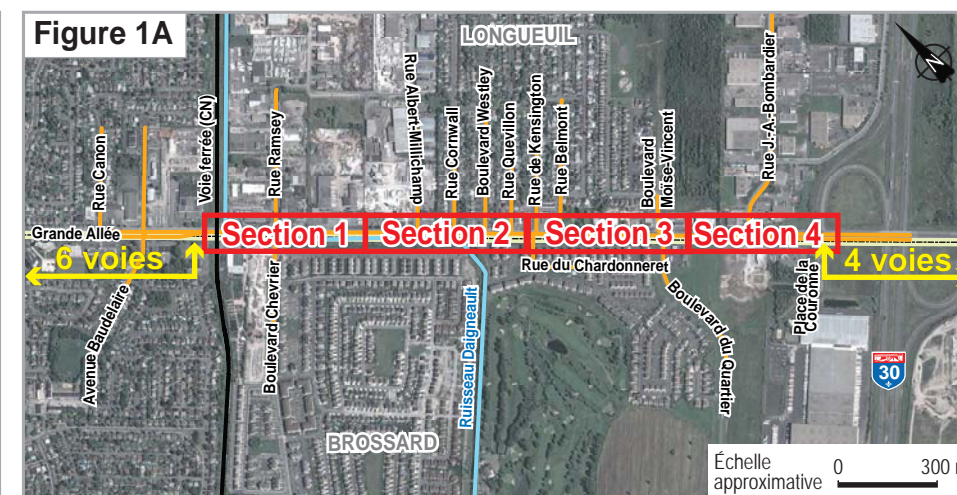 Figure 1A
LONGUEUIL
N
Rue Canon
Voie ferrée (CN)
Rue Ramsey
Rue Albert-Millichamp
Rue Cornwall
Boulevard Westley
Rue Quevillon
Rue de Kensington
Rue Belmont
Boulevard
Moïse-Vincent
Rue J.-A.-Bombardier
Grande Allée
Section 1
Section 2
Section 3
Section 4
6 voies
4 voies
Rue du Chardonneret
Avenue Baudelaire
Boulevard Chevrier
Ruisseau Daigneault
Boulevard du Quartier
Place de la
Couronne
30
BROSSARD
Échelle
approximative
0
300